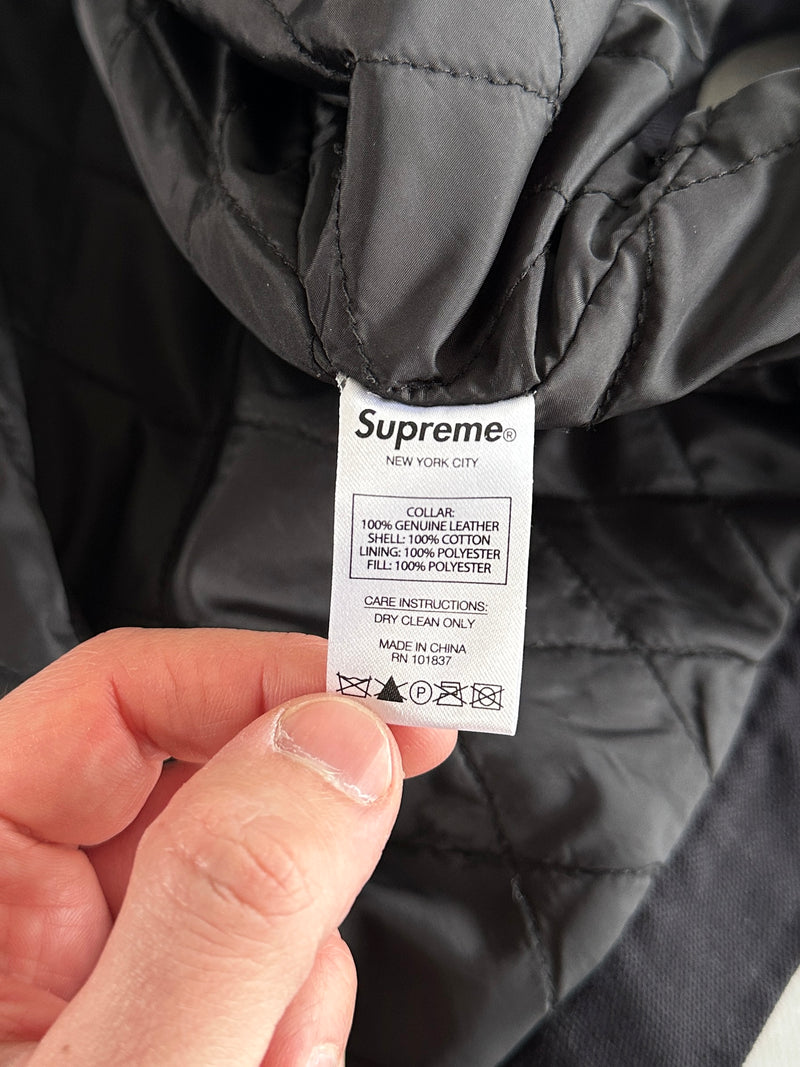 Supreme®
NEW YORK CITY
COLLAR:
100% GENUINE LEATHER
SHELL: 100% COTTON
LINING: 100% POLYESTER
FILL: 100% POLYESTER
CARE INSTRUCTIONS:
DRY CLEAN ONLY
MADE IN CHINA
RN 101837
P